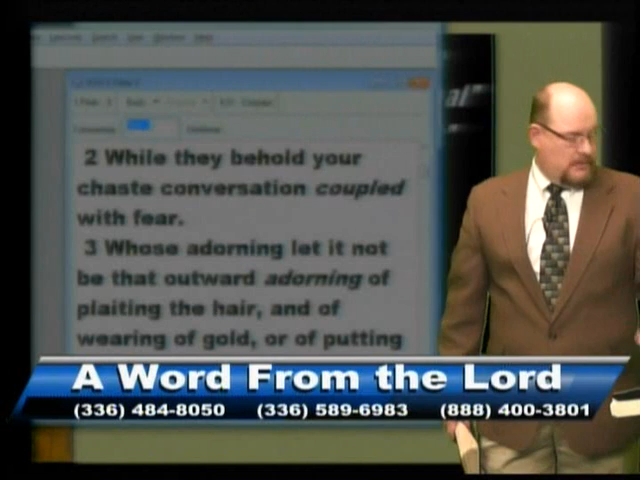 2 While they behold your
chaste conversation coupled
with fear.
3 Whose adorning let it not
be that outward adorning of
plaiting the hair, and of
wearing of gold, or of putting
A Word From the Lord
(336) 484-8050 (336) 589-6983 (888) 400-3801